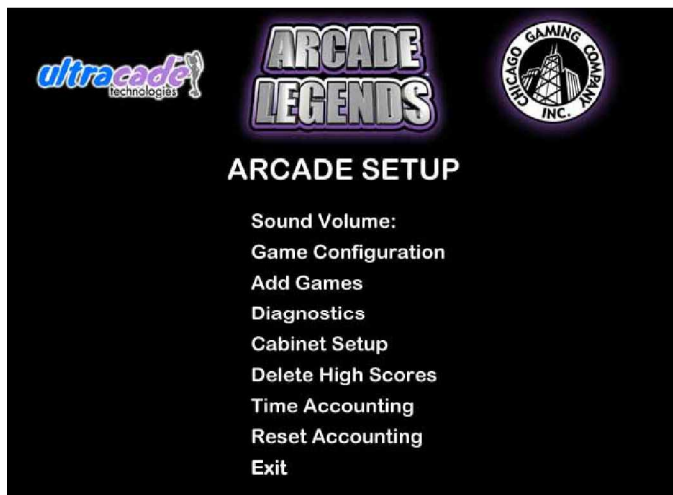 ultracade
technologies
ARCADE
LEGENDS
CHICAGO GAMING COMPANY
INC.
ARCADE SETUP
Sound Volume:
Game Configuration
Add Games
Diagnostics
Cabinet Setup
Delete High Scores
Time Accounting
Reset Accounting
Exit